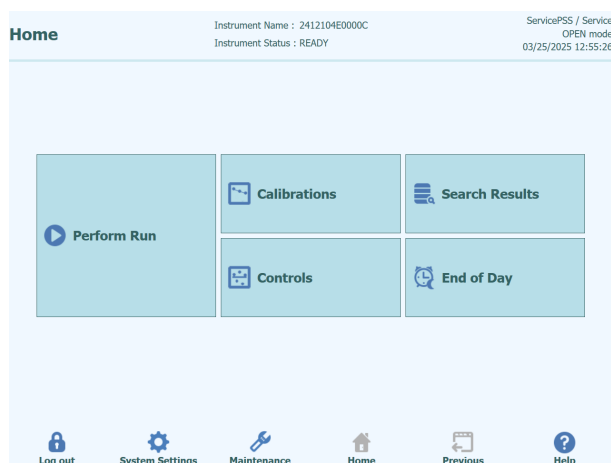 Home
Instrument Name : 2412104E0000C
Instrument Status : READY
ServicePSS / Service
OPEN mode
03/25/2025 12:55:26
Perform Run
Calibrations
Search Results
Controls
End of Day
Log out
System Settings
Maintenance
Home
Previous
Help